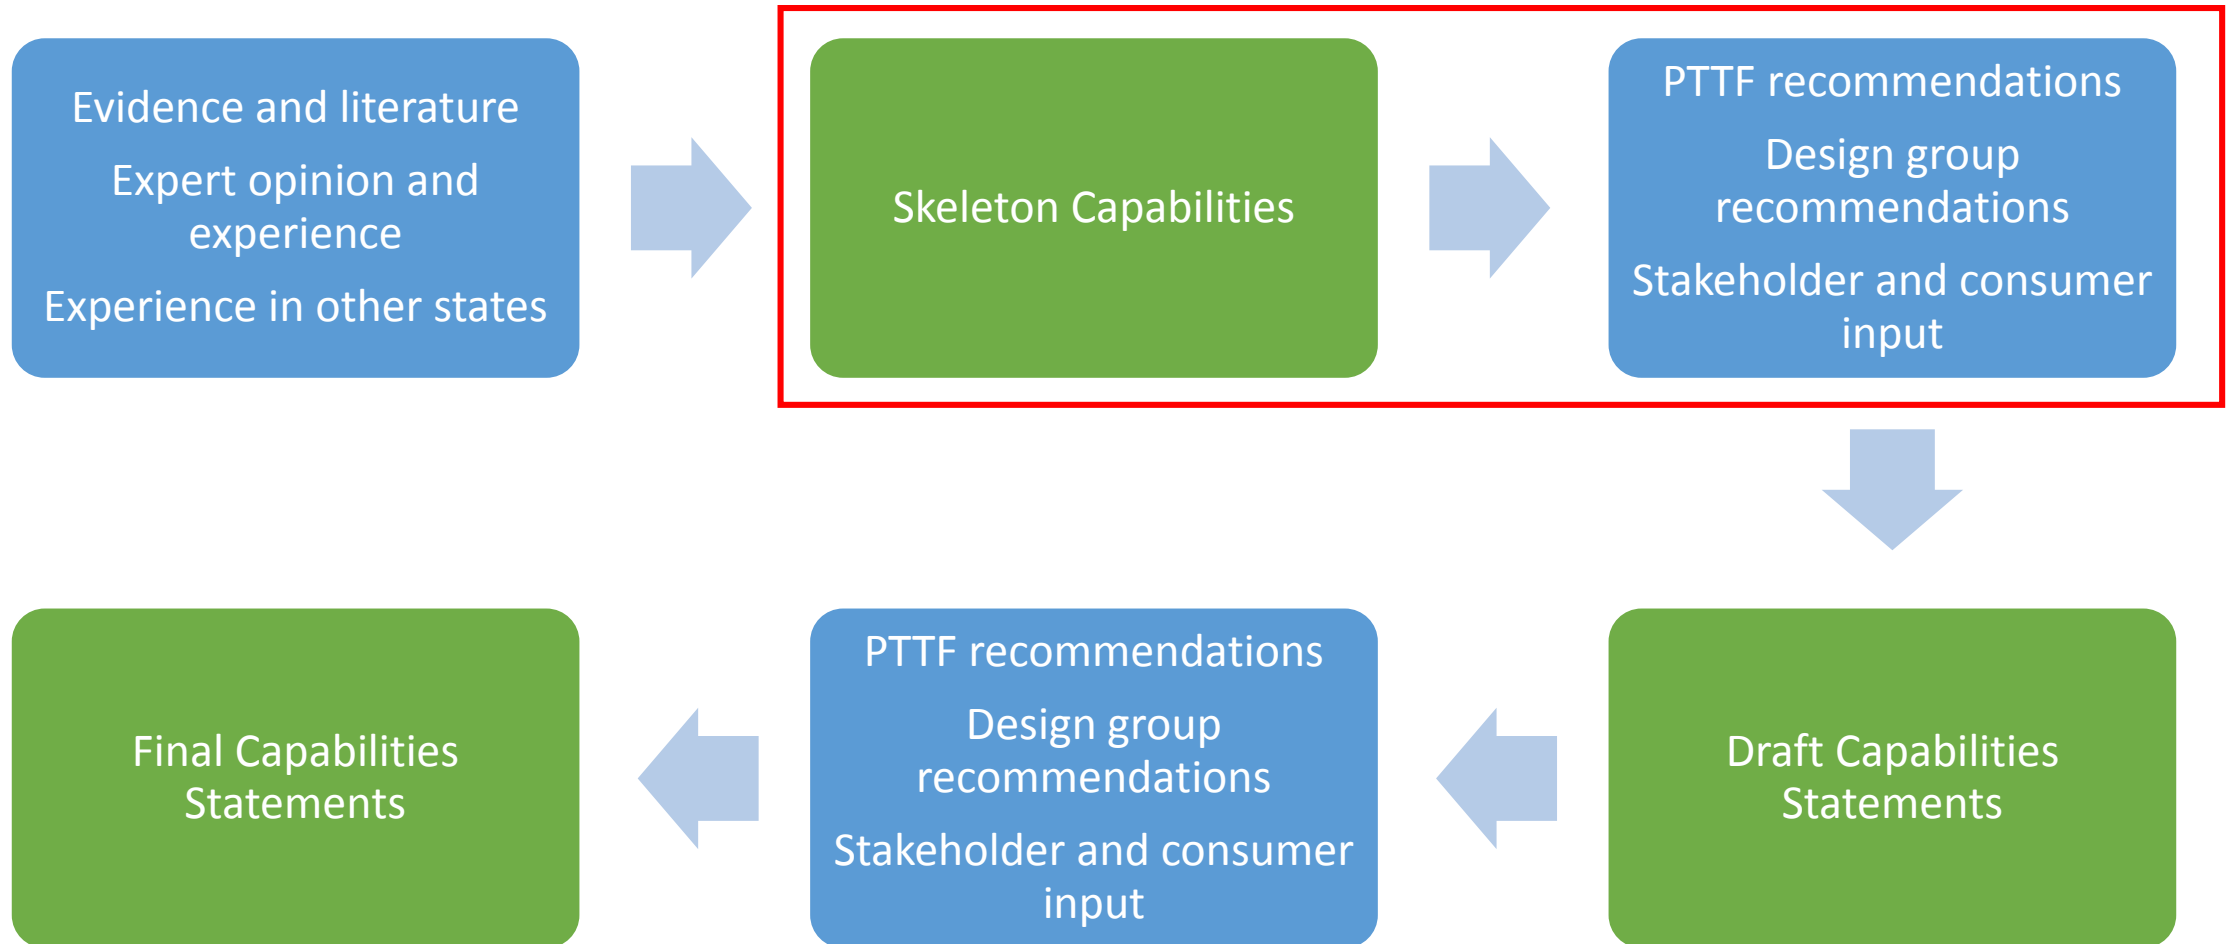 Evidence and literature
Expert opinion and
experience
Experience in other states
Skeleton Capabilities
PTTF recommendations
Design group
recommendations
Stakeholder and consumer
input
Draft Capabilities
Statements
PTTF recommendations
Design group
recommendations
Stakeholder and consumer
input
Final Capabilities
Statements